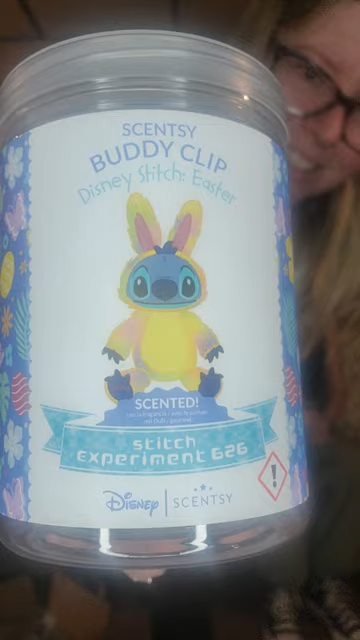 SCENTSY
BUDDY CLIP
Disney Stitch: Easter
SCENTED!
stitch
experiment 626
Disney | SCENTSY